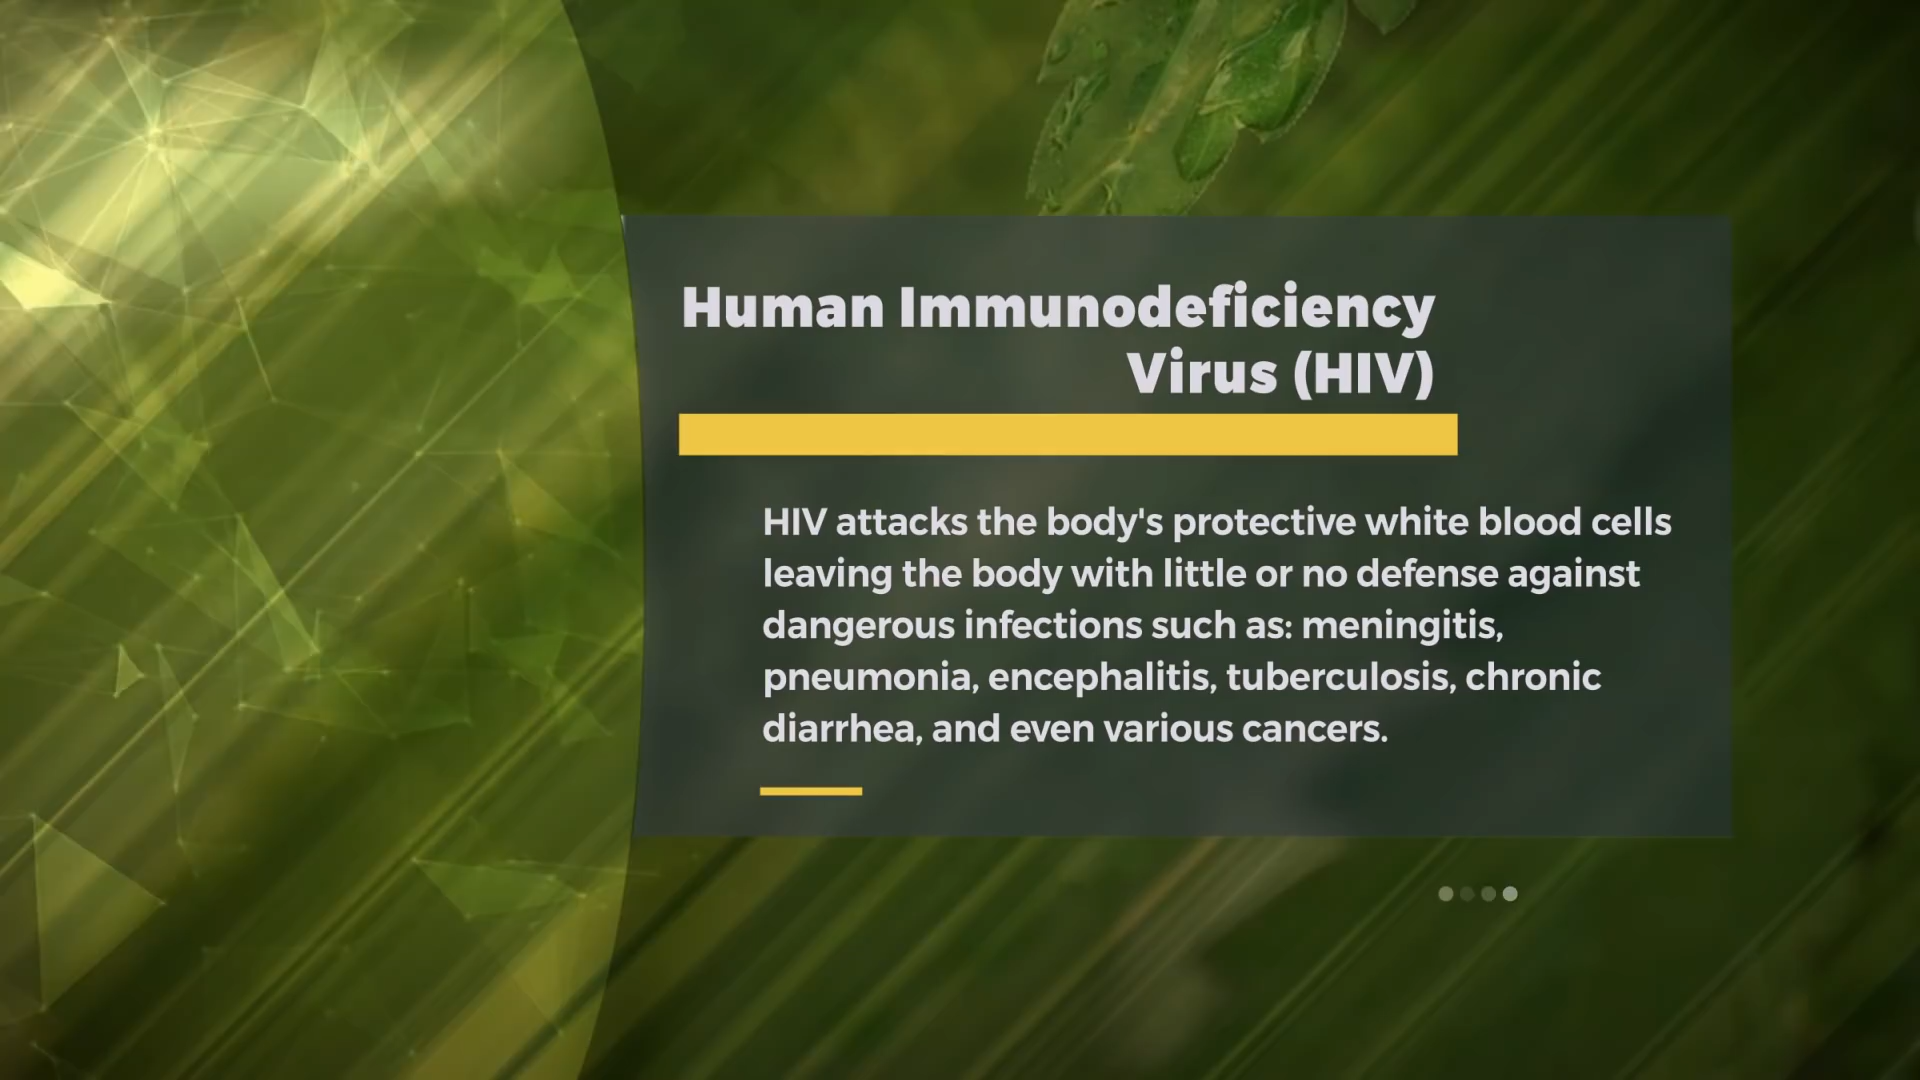 Human Immunodeficiency
Virus (HIV)
HIV attacks the body's protective white blood cells
leaving the body with little or no defense against
dangerous infections such as: meningitis,
pneumonia, encephalitis, tuberculosis, chronic
diarrhea, and even various cancers.